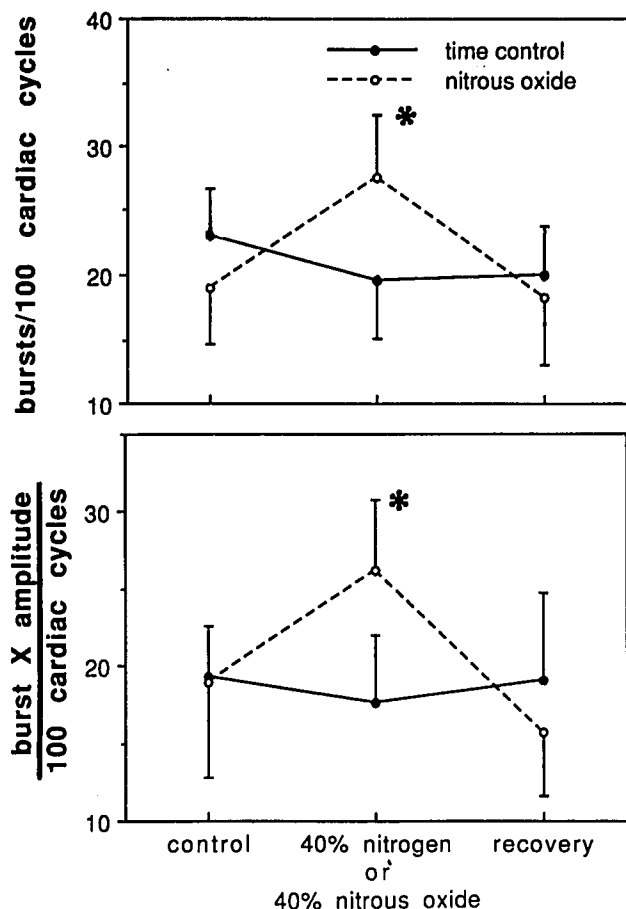 40
time control
nitrous oxide
*
30
20
10
bursts/100 cardiac cycles
*
30
20
10
burst X amplitude
100 cardiac cycles
control
40% nitrogen
or
40% nitrous oxide
recovery